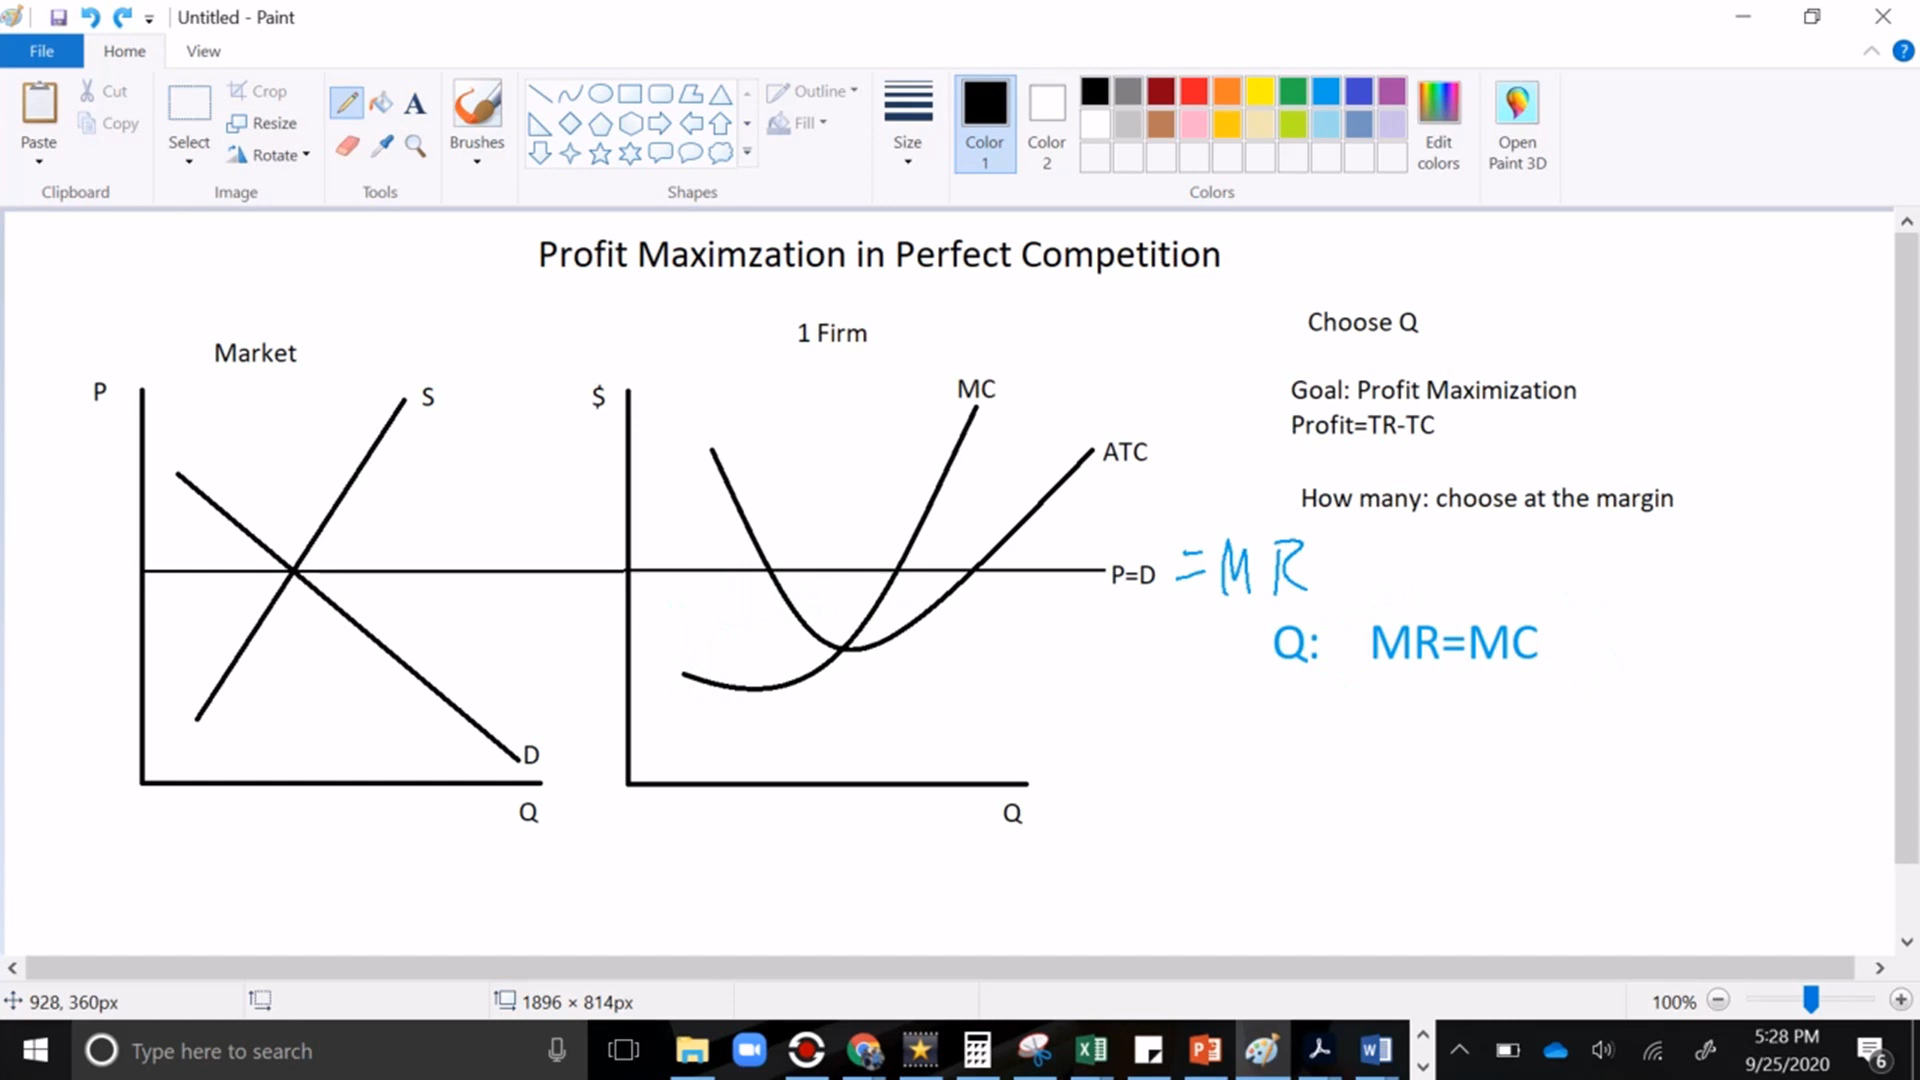 Untitled - Paint
File Home View
Paste
Cut
Copy
Clipboard
Select
Crop
Resize
Rotate
Image
Tools
Brushes
Shapes
Outline
Fill
Size
Color 1
Color 2
Edit colors
Colors
Open Paint 3D
Profit Maximzation in Perfect Competition
Market
P
S
D
Q
1 Firm
$
MC
ATC
P=D = MR
Q
Choose Q
Goal: Profit Maximization
Profit=TR-TC
How many: choose at the margin
Q: MR=MC
928, 360px
1896 × 814px
100%
Type here to search
5:28 PM
9/25/2020
6